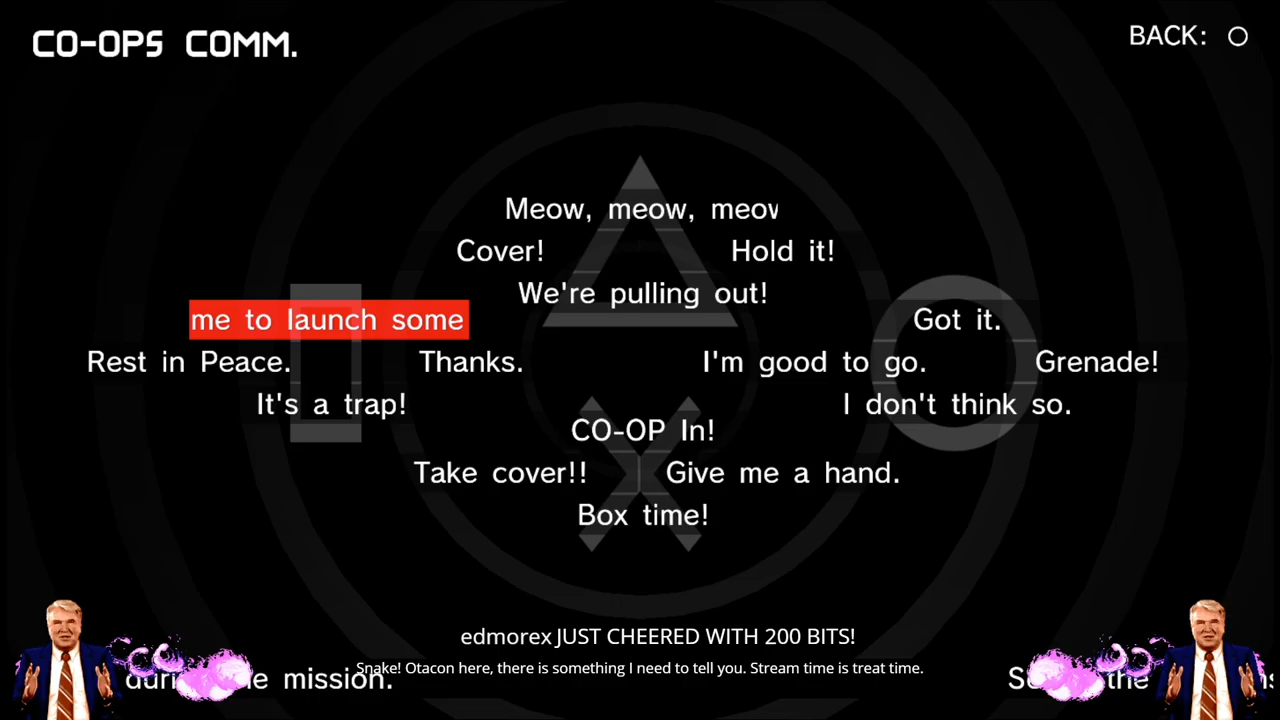 CO-OPS COMM.
BACK:
Meow, meow, meow
Cover! Hold it!
We're pulling out!
me to launch some
Got it.
Rest in Peace. Thanks. I'm good to go. Grenade!
It's a trap! I don't think so.
CO-OP In!
Take cover!! Give me a hand.
Box time!
edmorex JUST CHEERED WITH 200 BITS!
Snake! Otacon here, there is something I need to tell you. Stream time is treat time.
mission. the